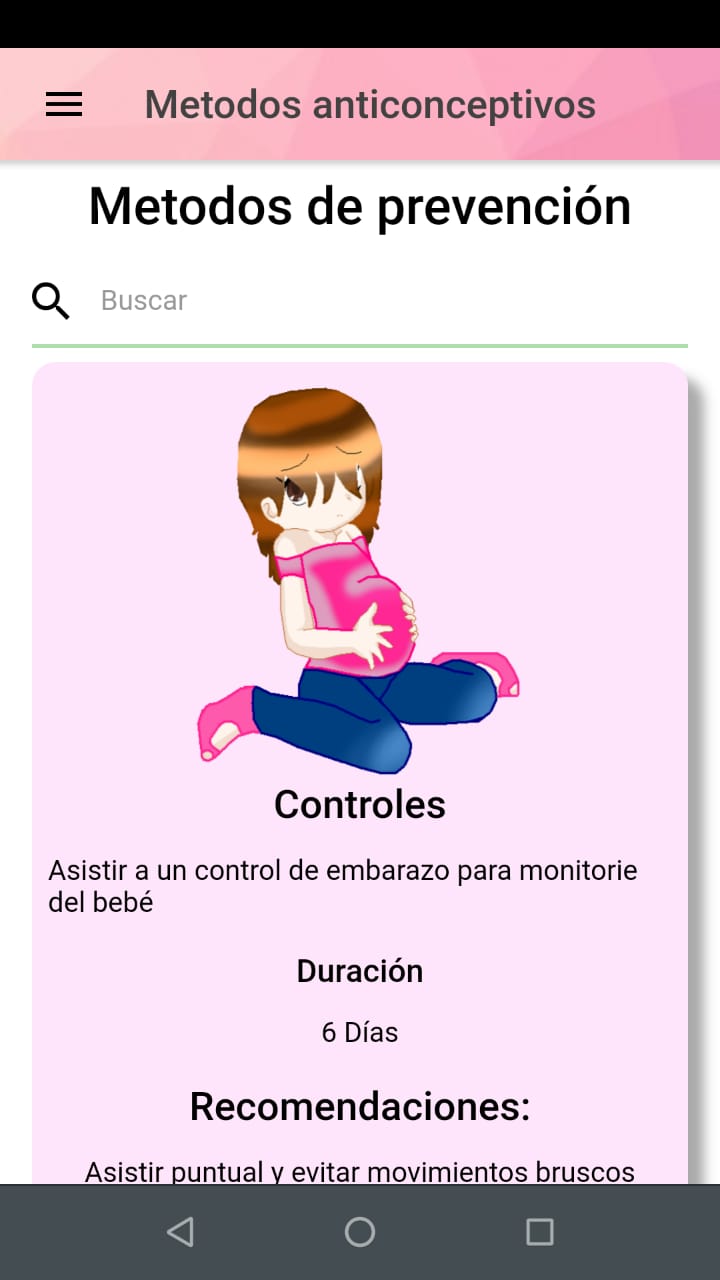 Metodos anticonceptivos
Metodos de prevención
Buscar
Controles
Asistir a un control de embarazo para monitorie
del bebé
Duración
6 Días
Recomendaciones:
Asistir puntual y evitar movimientos bruscos